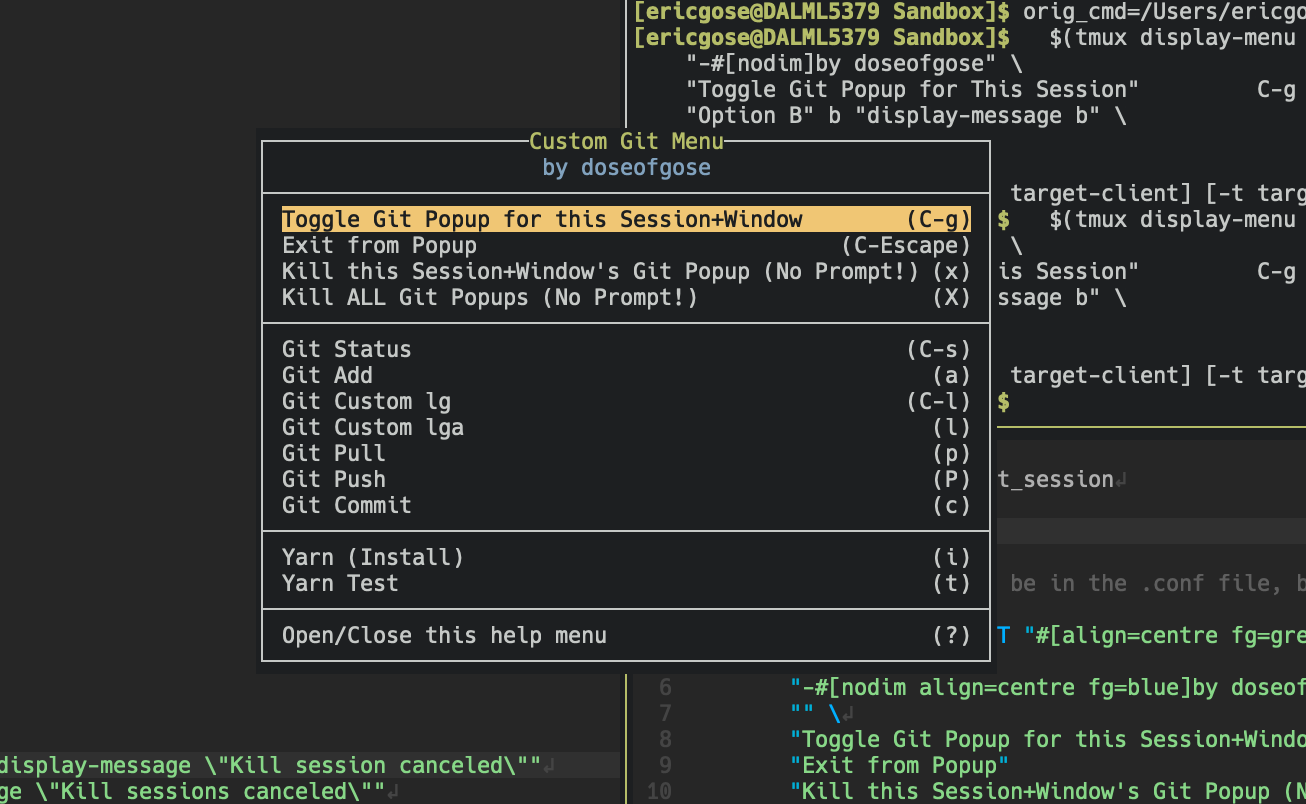 [ericgose@DALML5379 Sandbox]$ orig_cmd=/Users/ericgo
[ericgose@DALML5379 Sandbox]$   $(tmux display-menu
"-#[nodim]by doseofgose" \
"Toggle Git Popup for This Session"         C-g
"Option B" b "display-message b" \
Custom Git Menu
by doseofgose
target-client] [-t targ
Toggle Git Popup for this Session+Window (C-g)
$   $(tmux display-menu
Exit from Popup (C-Escape)
\
Kill this Session+Window's Git Popup (No Prompt!) (x)
is Session"         C-g
Kill ALL Git Popups (No Prompt!) (X)
ssage b" \
Git Status (C-s)
Git Add (a)
target-client] [-t targ
Git Custom lg (C-l)
$
Git Custom lga (l)
Git Pull (p)
Git Push (P)
t_session↲
Git Commit (c)
Yarn (Install) (i)
Yarn Test (t)
be in the .conf file, b
Open/Close this help menu (?)
T "#[align=centre fg=gre
6 "-#[nodim align=centre fg=blue]by doseof
7 "" \↲
8 "Toggle Git Popup for this Session+Windo
display-message \"Kill session canceled\""↲
9 "Exit from Popup"
ge \"Kill sessions canceled\""↲
10 "Kill this Session+Window's Git Popup (N